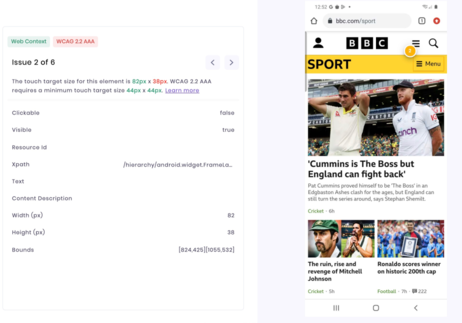 Web Context WCAG 2.2 AAA
Issue 2 of 6
The touch target size for this element is 82px x 38px. WCAG 2.2 AAA
requires a minimum touch target size 44px x 44px. Learn more
Clickable false
Visible true
Resource Id
Xpath /hierarchy/android.widget.FrameLa...
Text
Content Description
Width (px) 82
Height (px) 38
Bounds [824,425][1055,532]
12:52
bbc.com/sport
BBC
SPORT
Menu
'Cummins is The Boss but
England can fight back'
Pat Cummins proved himself to be 'The Boss' in an
Edgbaston Ashes clash for the ages, but England can
still turn the series around, says Stephan Shemilt.
Cricket 6h
The ruin, rise and
revenge of Mitchell
Johnson
Cricket 5h
Ronaldo scores winner
on historic 200th cap
Football 7h 222